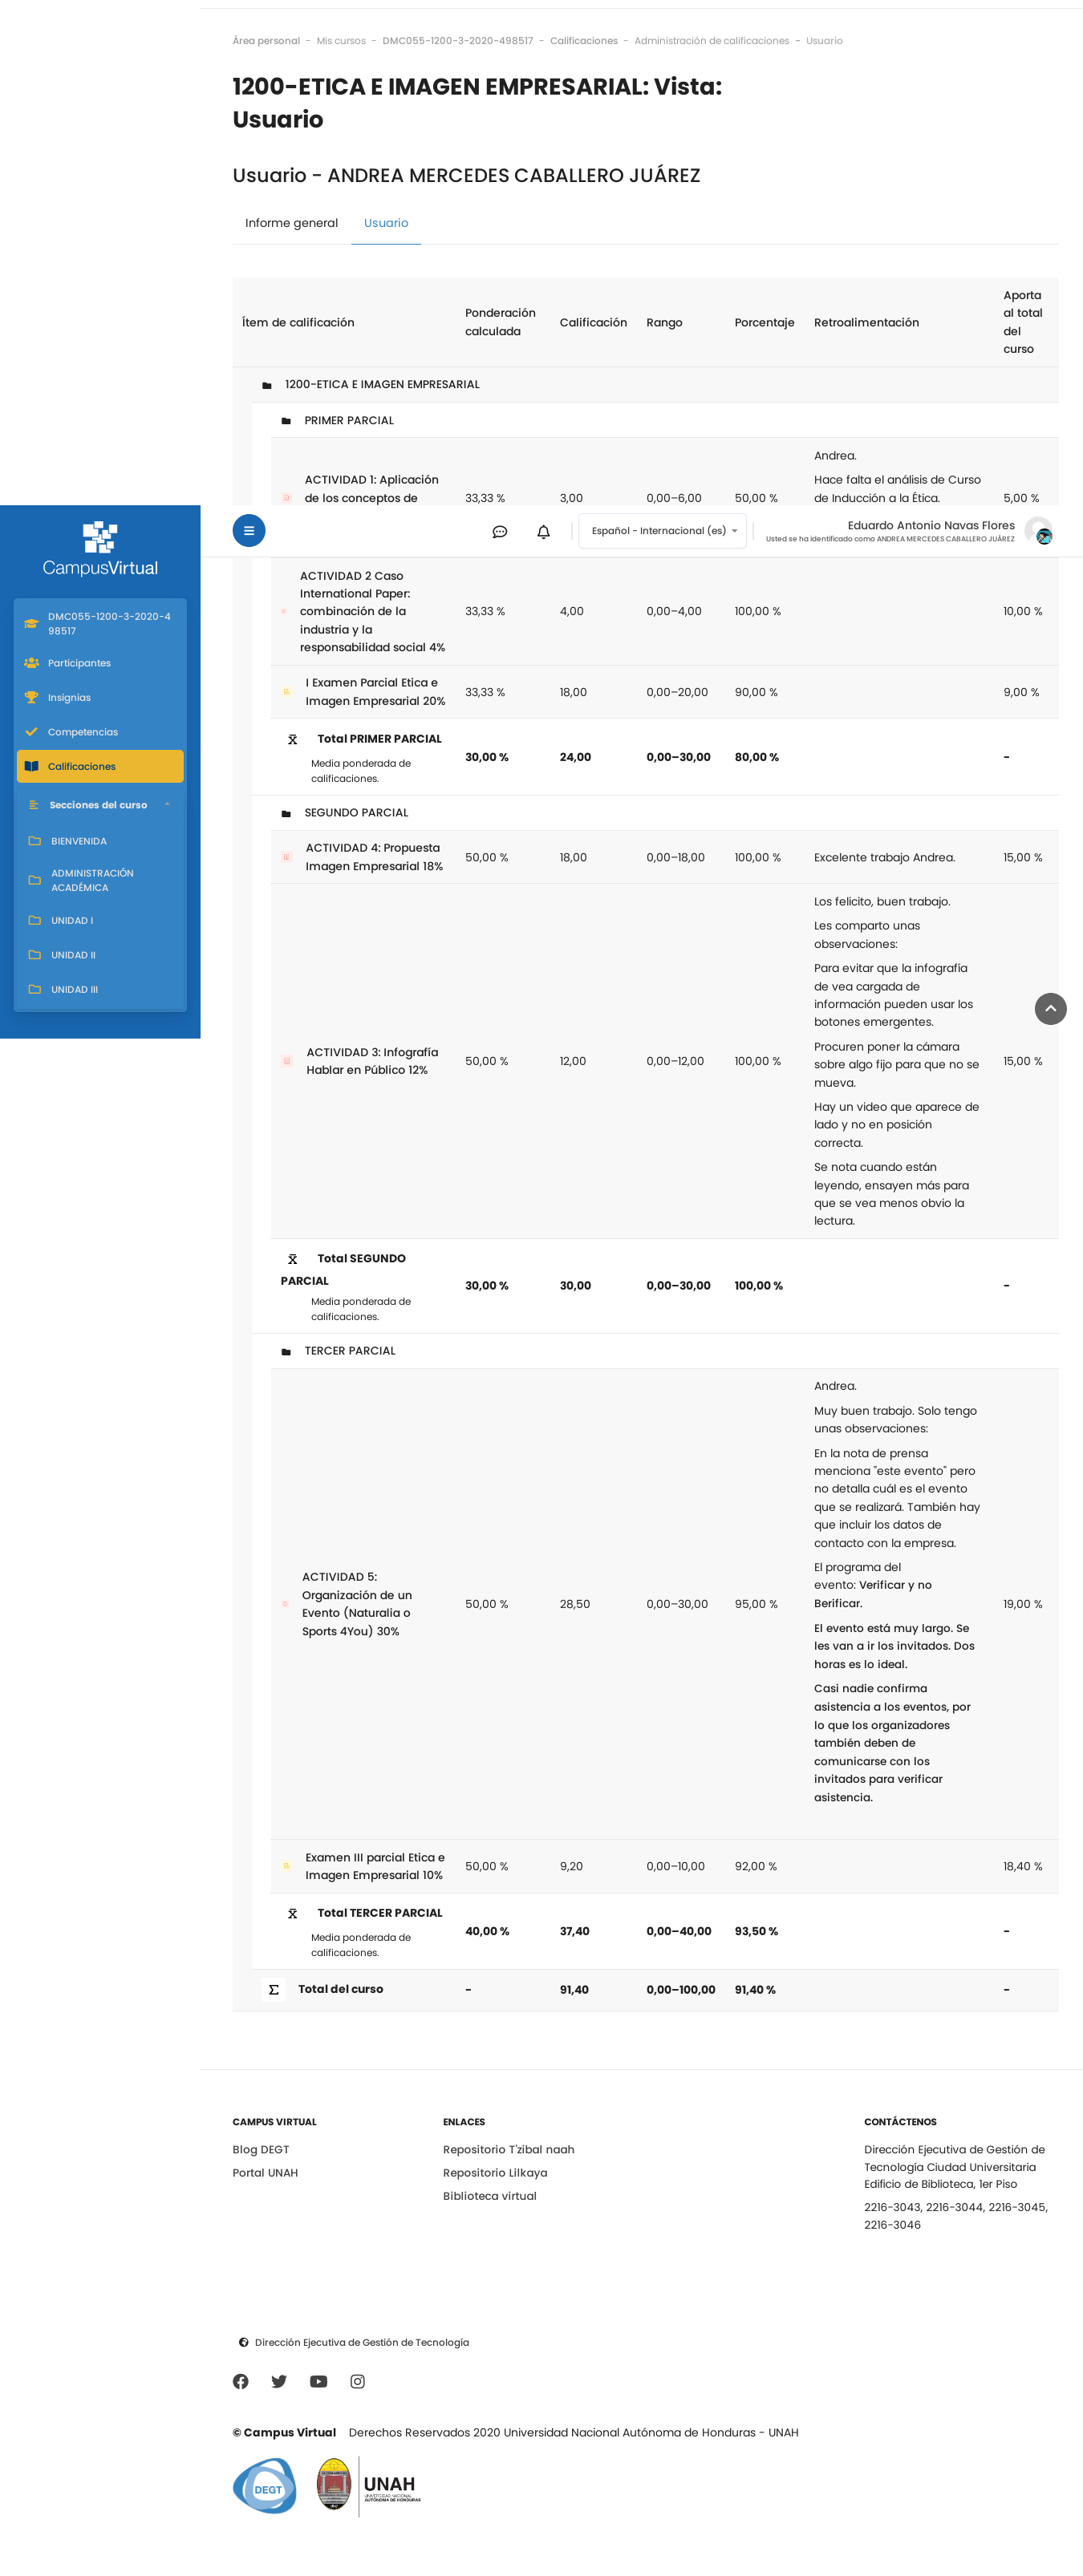 Área personal - Mis cursos - DMC055-1200-3-2020-498517 - Calificaciones - Administración de calificaciones - Usuario
1200-ETICA E IMAGEN EMPRESARIAL: Vista:
Usuario
Usuario - ANDREA MERCEDES CABALLERO JUÁREZ
Informe general
Usuario
Ítem de calificación
Ponderación
calculada
Calificación
Rango
Porcentaje
Retroalimentación
Aporta
al total
del
curso
1200-ETICA E IMAGEN EMPRESARIAL
PRIMER PARCIAL
ACTIVIDAD 1: Aplicación
de los conceptos de
33,33 %
3,00
0,00–6,00
50,00 %
Andrea.
Hace falta el análisis de Curso
de Inducción a la Ética.
5,00 %
Español - Internacional (es)
Eduardo Antonio Navas Flores
Usted se ha identificado como ANDREA MERCEDES CABALLERO JUÁREZ
CampusVirtual
DMC055-1200-3-2020-4
98517
Participantes
Insignias
Competencias
Calificaciones
Secciones del curso
BIENVENIDA
ADMINISTRACIÓN
ACADÉMICA
UNIDAD I
UNIDAD II
UNIDAD III
ACTIVIDAD 2 Caso
International Paper:
combinación de la
industria y la
responsabilidad social 4%
33,33 %
4,00
0,00–4,00
100,00 %
10,00 %
I Examen Parcial Etica e
Imagen Empresarial 20%
33,33 %
18,00
0,00–20,00
90,00 %
9,00 %
Total PRIMER PARCIAL
Media ponderada de
calificaciones.
30,00 %
24,00
0,00–30,00
80,00 %
-
SEGUNDO PARCIAL
ACTIVIDAD 4: Propuesta
Imagen Empresarial 18%
50,00 %
18,00
0,00–18,00
100,00 %
Excelente trabajo Andrea.
15,00 %
ACTIVIDAD 3: Infografía
Hablar en Público 12%
50,00 %
12,00
0,00–12,00
100,00 %
Los felicito, buen trabajo.
Les comparto unas
observaciones:
Para evitar que la infografía
de vea cargada de
información pueden usar los
botones emergentes.
Procuren poner la cámara
sobre algo fijo para que no se
mueva.
Hay un video que aparece de
lado y no en posición
correcta.
Se nota cuando están
leyendo, ensayen más para
que se vea menos obvio la
lectura.
15,00 %
Total SEGUNDO
PARCIAL
Media ponderada de
calificaciones.
30,00 %
30,00
0,00–30,00
100,00 %
-
TERCER PARCIAL
ACTIVIDAD 5:
Organización de un
Evento (Naturalia o
Sports 4You) 30%
50,00 %
28,50
0,00–30,00
95,00 %
Andrea.
Muy buen trabajo. Solo tengo
unas observaciones:
En la nota de prensa
menciona "este evento" pero
no detalla cuál es el evento
que se realizará. También hay
que incluir los datos de
contacto con la empresa.
El programa del
evento: Verificar y no
Berificar.
El evento está muy largo. Se
les van a ir los invitados. Dos
horas es lo ideal.
Casi nadie confirma
asistencia a los eventos, por
lo que los organizadores
también deben de
comunicarse con los
invitados para verificar
asistencia.
19,00 %
Examen III parcial Etica e
Imagen Empresarial 10%
50,00 %
9,20
0,00–10,00
92,00 %
18,40 %
Total TERCER PARCIAL
Media ponderada de
calificaciones.
40,00 %
37,40
0,00–40,00
93,50 %
-
Total del curso
-
91,40
0,00–100,00
91,40 %
-
CAMPUS VIRTUAL
Blog DEGT
Portal UNAH
ENLACES
Repositorio T'zibal naah
Repositorio Lilkaya
Biblioteca virtual
CONTÁCTENOS
Dirección Ejecutiva de Gestión de
Tecnología Ciudad Universitaria
Edificio de Biblioteca, 1er Piso
2216-3043, 2216-3044, 2216-3045,
2216-3046
Dirección Ejecutiva de Gestión de Tecnología
© Campus Virtual Derechos Reservados 2020 Universidad Nacional Autónoma de Honduras - UNAH
DEGT
UNAH
UNIVERSIDAD NACIONAL
AUTÓNOMA DE HONDURAS